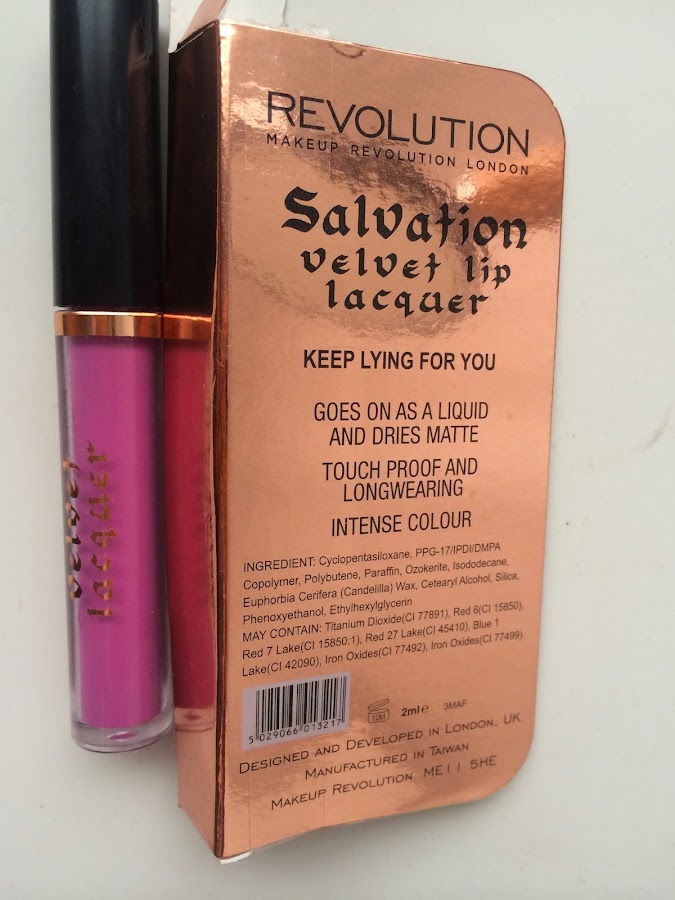 velvet
lacquer
REVOLUTION
MAKEUP REVOLUTION LONDON
Salvation
velvet lip
lacquer
KEEP LYING FOR YOU
GOES ON AS A LIQUID
AND DRIES MATTE
TOUCH PROOF AND
LONGWEARING
INTENSE COLOUR
INGREDIENT: Cyclopentasiloxane, PPG-17/IPDI/DMPA
Copolymer, Polybutene, Paraffin, Ozokerite, Isododecane,
Euphorbia Cerifera (Candelilla) Wax, Cetearyl Alcohol, Silica,
Phenoxyethanol, Ethylhexylglycerin
MAY CONTAIN: Titanium Dioxide(CI 77891), Red 6(CI 15850),
Red 7 Lake(CI 15850:1), Red 27 Lake(CI 45410), Blue 1
Lake(CI 42090), Iron Oxides(CI 77492), Iron Oxides(CI 77499).
5 029066 013217
12M 2ml e 3MAF
DESIGNED AND DEVELOPED IN LONDON, UK.
MANUFACTURED IN TAIWAN
MAKEUP REVOLUTION ME11 5HE